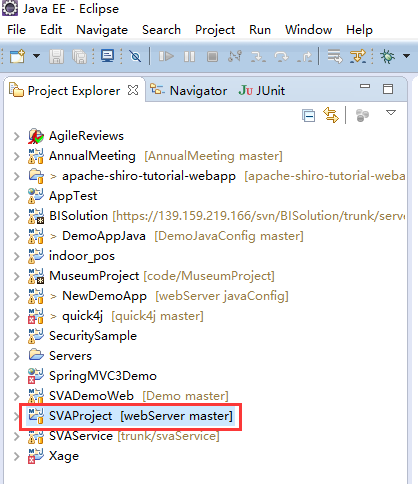 Java EE - Eclipse
File Edit Navigate Search Project Run Window Help
Project Explorer Navigator JUnit
AgileReviews
AnnualMeeting [AnnualMeeting master]
> apache-shiro-tutorial-webapp [apache-shiro-tutorial-weba
AppTest
BISolution [https://139.159.219.166/svn/BISolution/trunk/serve
> DemoAppJava [DemoJavaConfig master]
indoor_pos
MuseumProject [code/MuseumProject]
> NewDemoApp [webServer javaConfig]
> quick4j [quick4j master]
SecuritySample
Servers
SpringMVC3Demo
SVADemoWeb [Demo master]
SVAProject [webServer master]
SVAService [trunk/svaService]
Xage